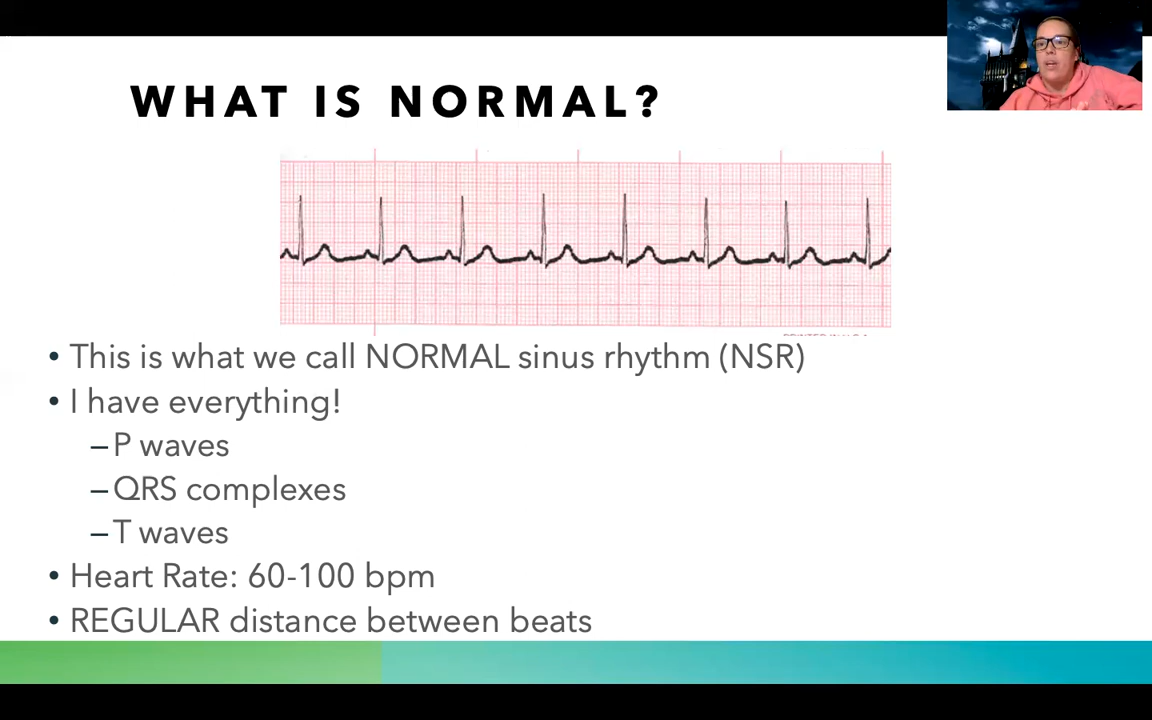 WHAT IS NORMAL?
• This is what we call NORMAL sinus rhythm (NSR)
• I have everything!
– P waves
– QRS complexes
– T waves
• Heart Rate: 60-100 bpm
• REGULAR distance between beats